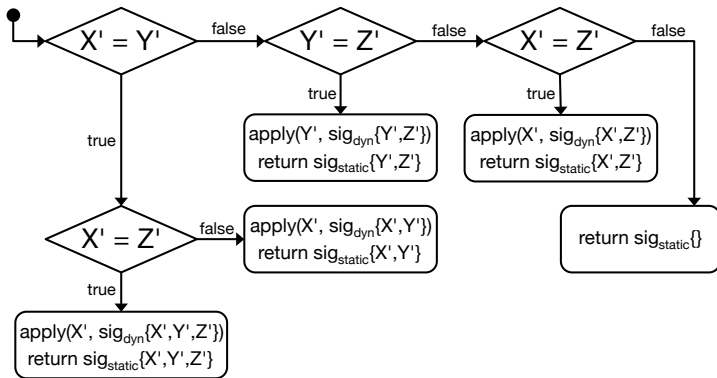 X' = Y'
false
Y' = Z'
false
X' = Z'
false
true
true
true
apply(Y', sig_dyn{Y',Z'})
return sig_static{Y',Z'}
apply(X', sig_dyn{X',Z'})
return sig_static{X',Z'}
X' = Z'
false
apply(X', sig_dyn{X',Y'})
return sig_static{X',Y'}
return sig_static{}
true
apply(X', sig_dyn{X',Y',Z'})
return sig_static{X',Y',Z'}